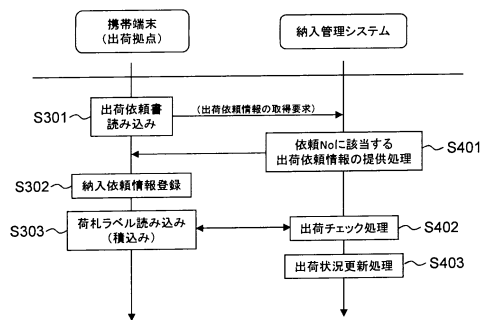 携帯端末
(出荷拠点)
納入管理システム
S301
出荷依頼書
読み込み
(出荷依頼情報の取得要求)
依頼Noに該当する
出荷依頼情報の提供処理
S401
S302
納入依頼情報登録
S303
荷札ラベル読み込み
(積込み)
出荷チェック処理
S402
出荷状況更新処理
S403